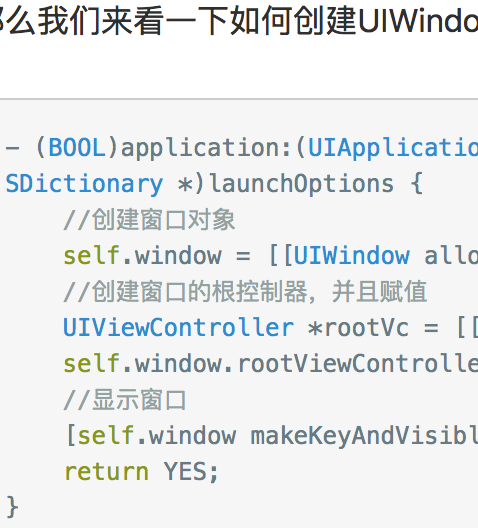 那么我们来看一下如何创建UIWindo
- (BOOL)application:(UIApplicatio
SDictionary *)launchOptions {
//创建窗口对象
self.window = [[UIWindow allo
//创建窗口的根控制器，并且赋值
UIViewController *rootVc = [[
self.window.rootViewControlle
//显示窗口
[self.window makeKeyAndVisibl
return YES;
}